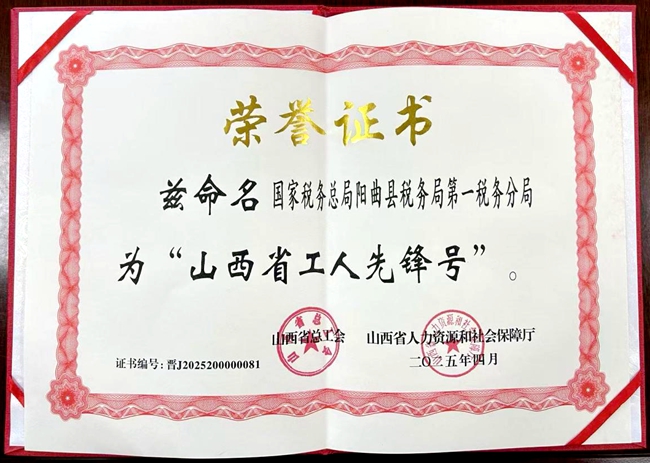 荣誉证书
兹命名国家税务总局阳曲县税务局第一税务分局
为“山西省工人先锋号”。
山西省总工会 山西省人力资源和社会保障厅
证书编号:晋J2025200000081 二〇二五年四月